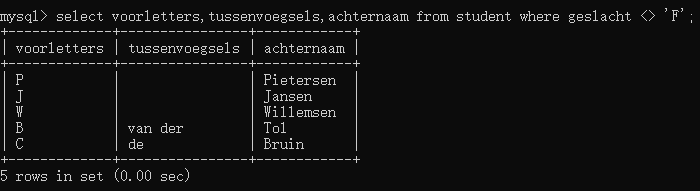 mysql> select voorletters,tussenvoegsels,achternaam from student where geslacht <> 'F';
+-------------+----------------+------------+
| voorletters | tussenvoegsels | achternaam |
+-------------+----------------+------------+
| P           |                | Pietersen  |
| J           |                | Jansen     |
| W           |                | Willemsen  |
| B           | van der        | Tol        |
| C           | de             | Bruin      |
+-------------+----------------+------------+
5 rows in set (0.00 sec)